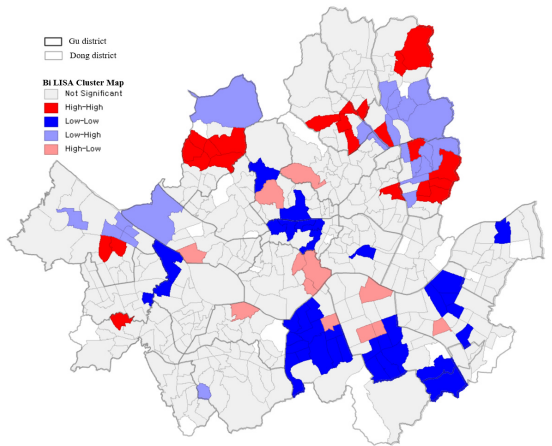 Gu district
Dong district
Bi LISA Cluster Map
Not Significant
High-High
Low-Low
Low-High
High-Low